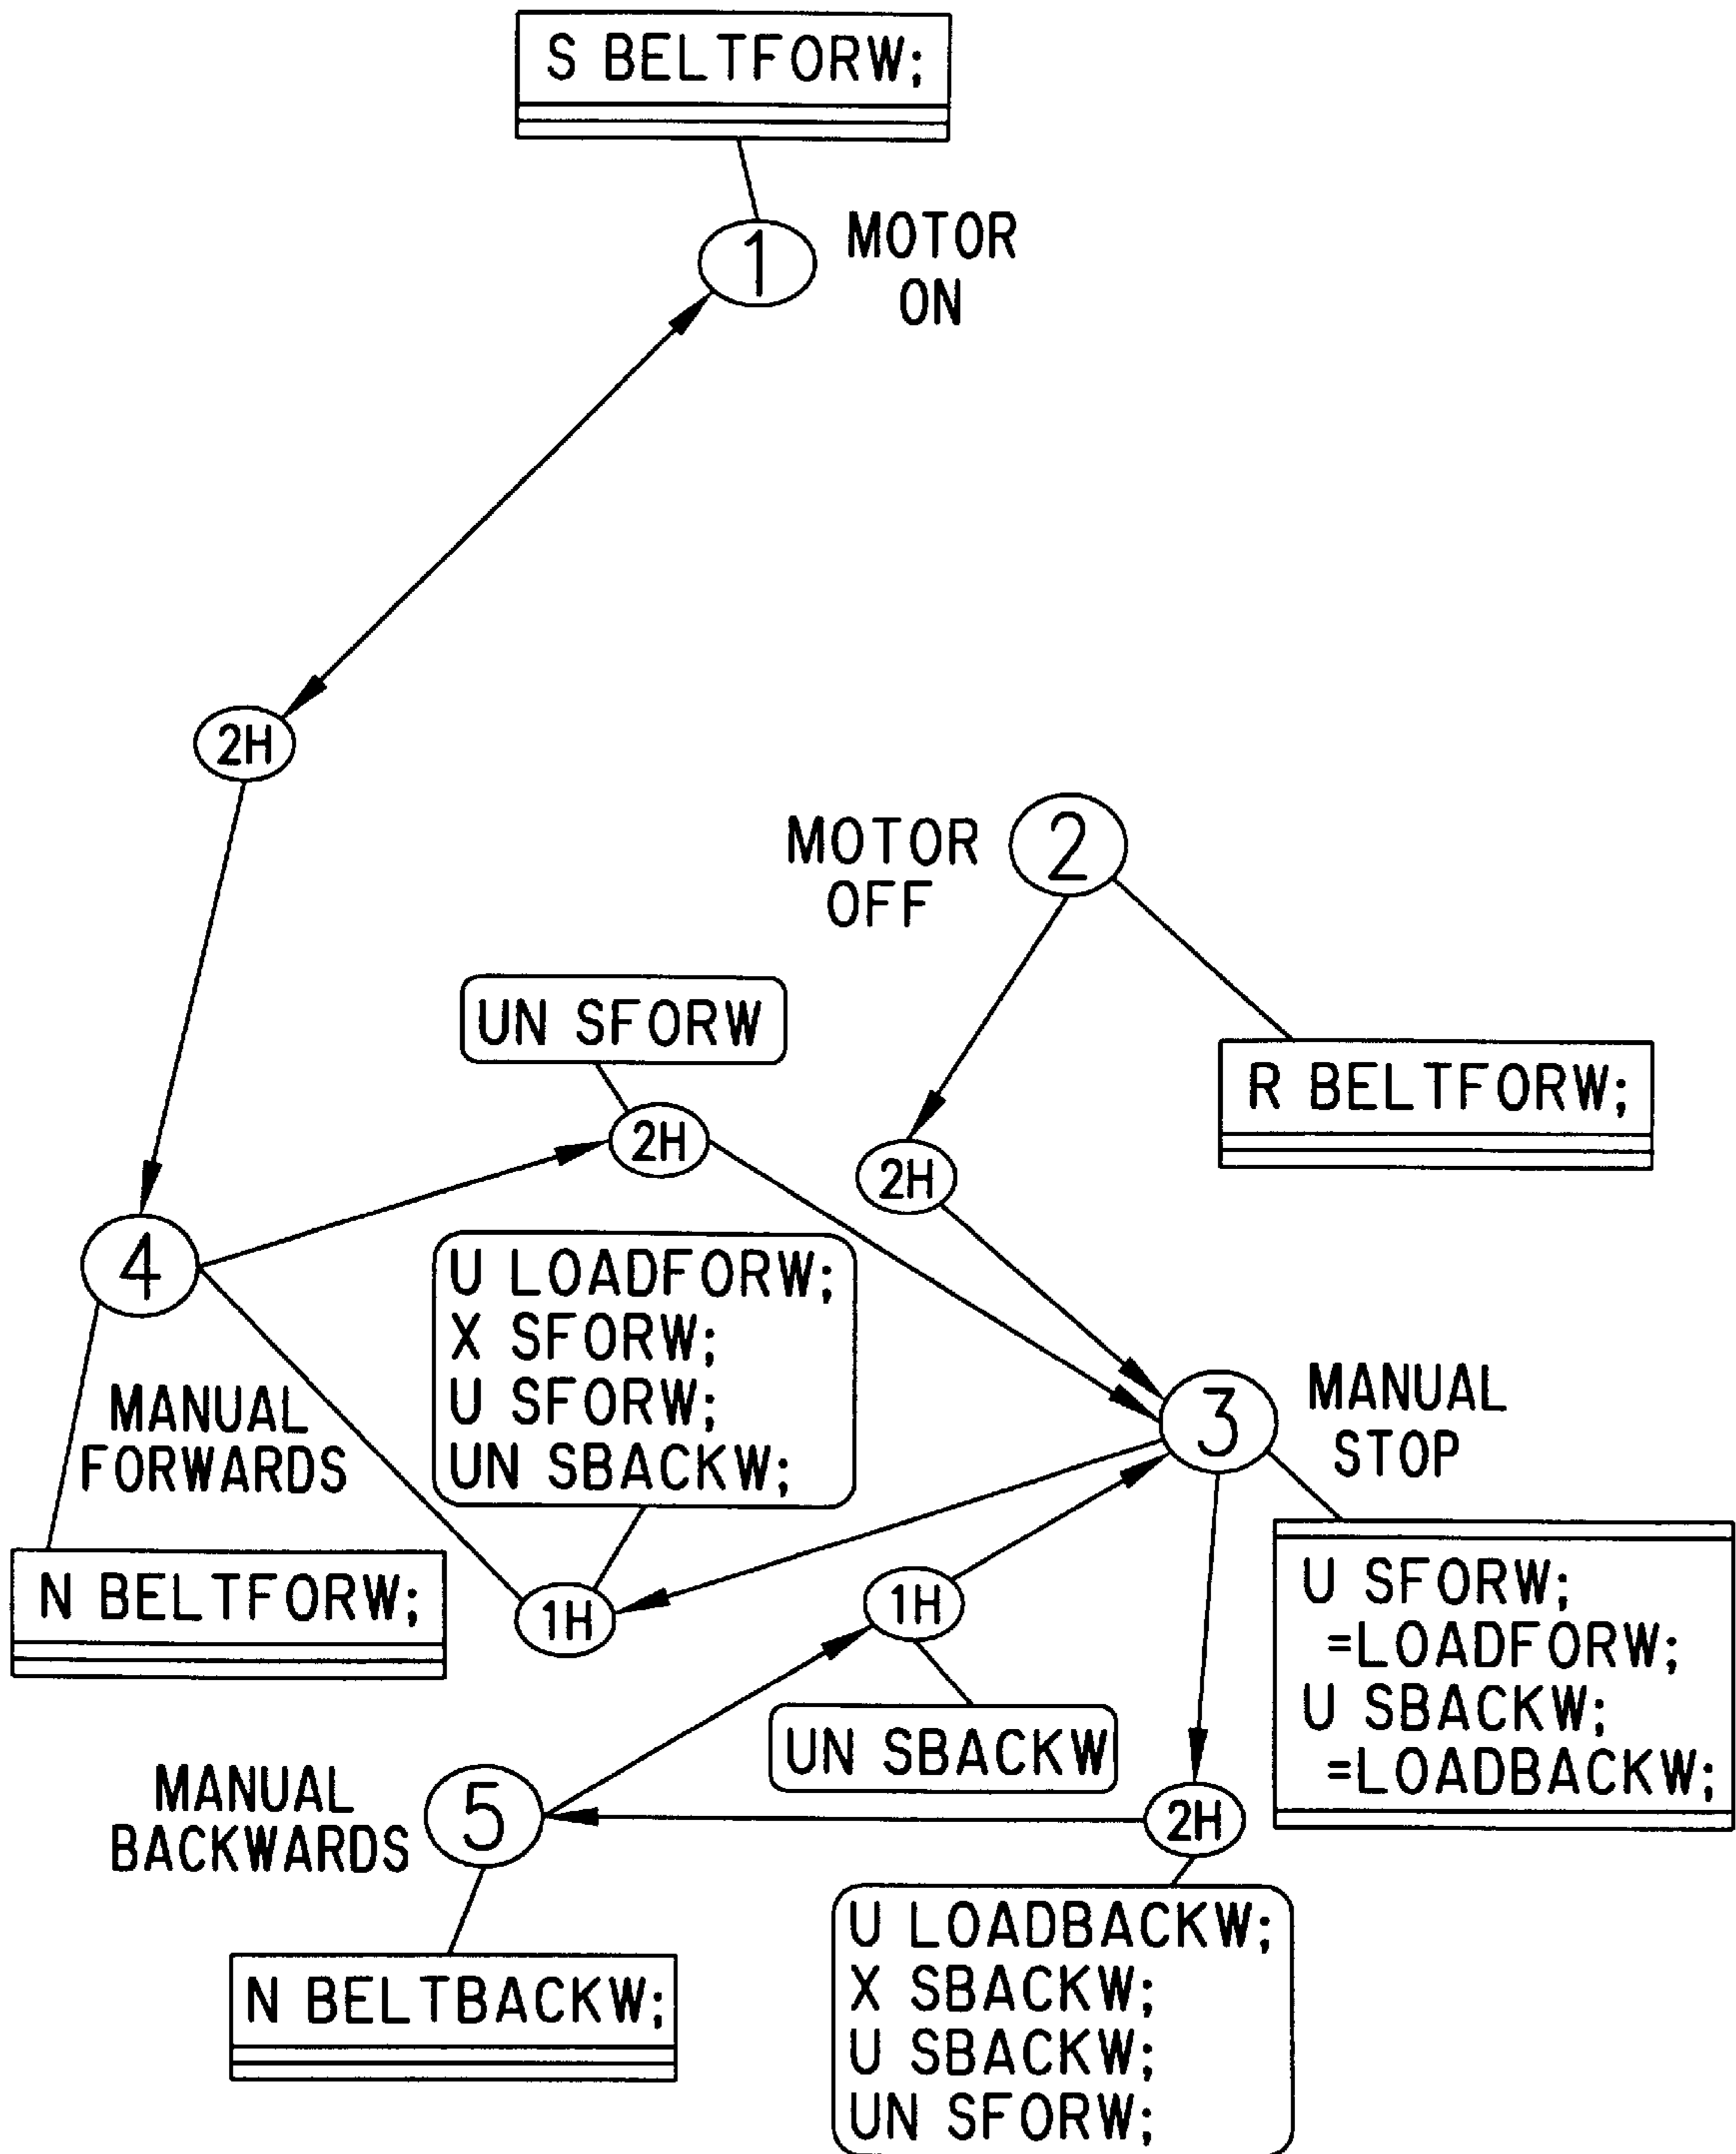 S BELTFORW;
1
MOTOR
ON
2H
MOTOR
OFF
2
UN SFORW
R BELTFORW;
2H
2H
4
U LOADFORW;
X SFORW;
U SFORW;
UN SBACKW;
3
MANUAL
STOP
MANUAL
FORWARDS
N BELTFORW;
1H
1H
U SFORW;
=LOADFORW;
U SBACKW;
=LOADBACKW;
UN SBACKW
MANUAL
BACKWARDS
5
2H
N BELTBACKW;
U LOADBACKW;
X SBACKW;
U SBACKW;
UN SFORW;